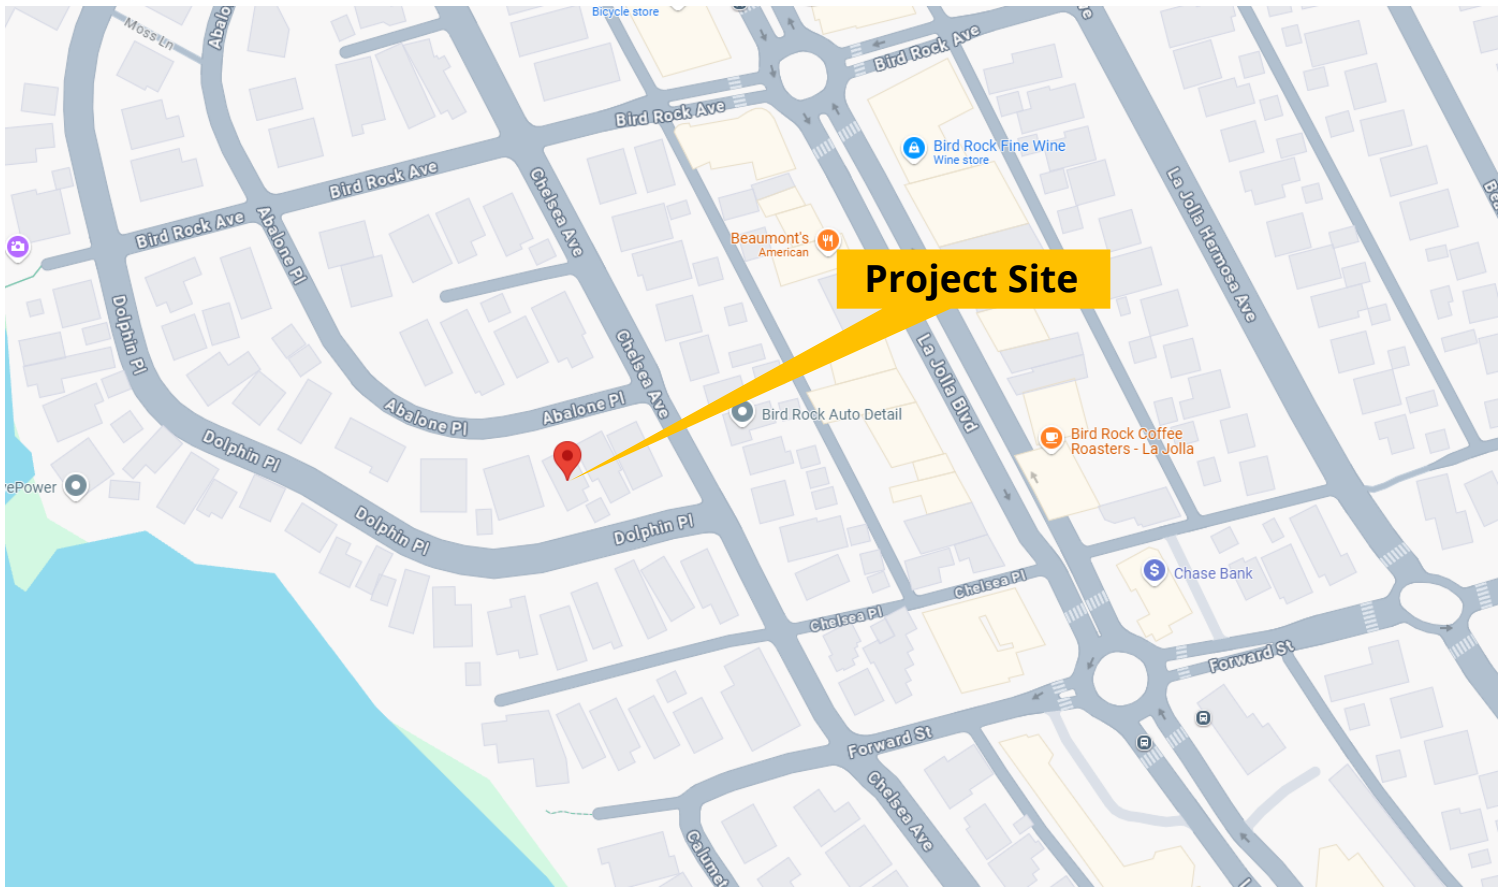 Bicycle store
Moss Ln
Bird Rock Ave
Bird Rock Ave
Bird Rock Fine Wine
Wine store
Bird Rock Ave
Chelsea Ave
La Jolla Hermosa Ave
Bird Rock Ave
Abalone Pl
Beaumont's
American
Project Site
Dolphin Pl
Chelsea Ave
La Jolla Blvd
Abalone Pl
Abalone Pl
Bird Rock Auto Detail
Bird Rock Coffee
Roasters - La Jolla
Dolphin Pl
ePower
Dolphin Pl
Dolphin Pl
Chelsea Pl
Chelsea Pl
Chase Bank
Forward St
Forward St
Chelsea Ave
Calumet